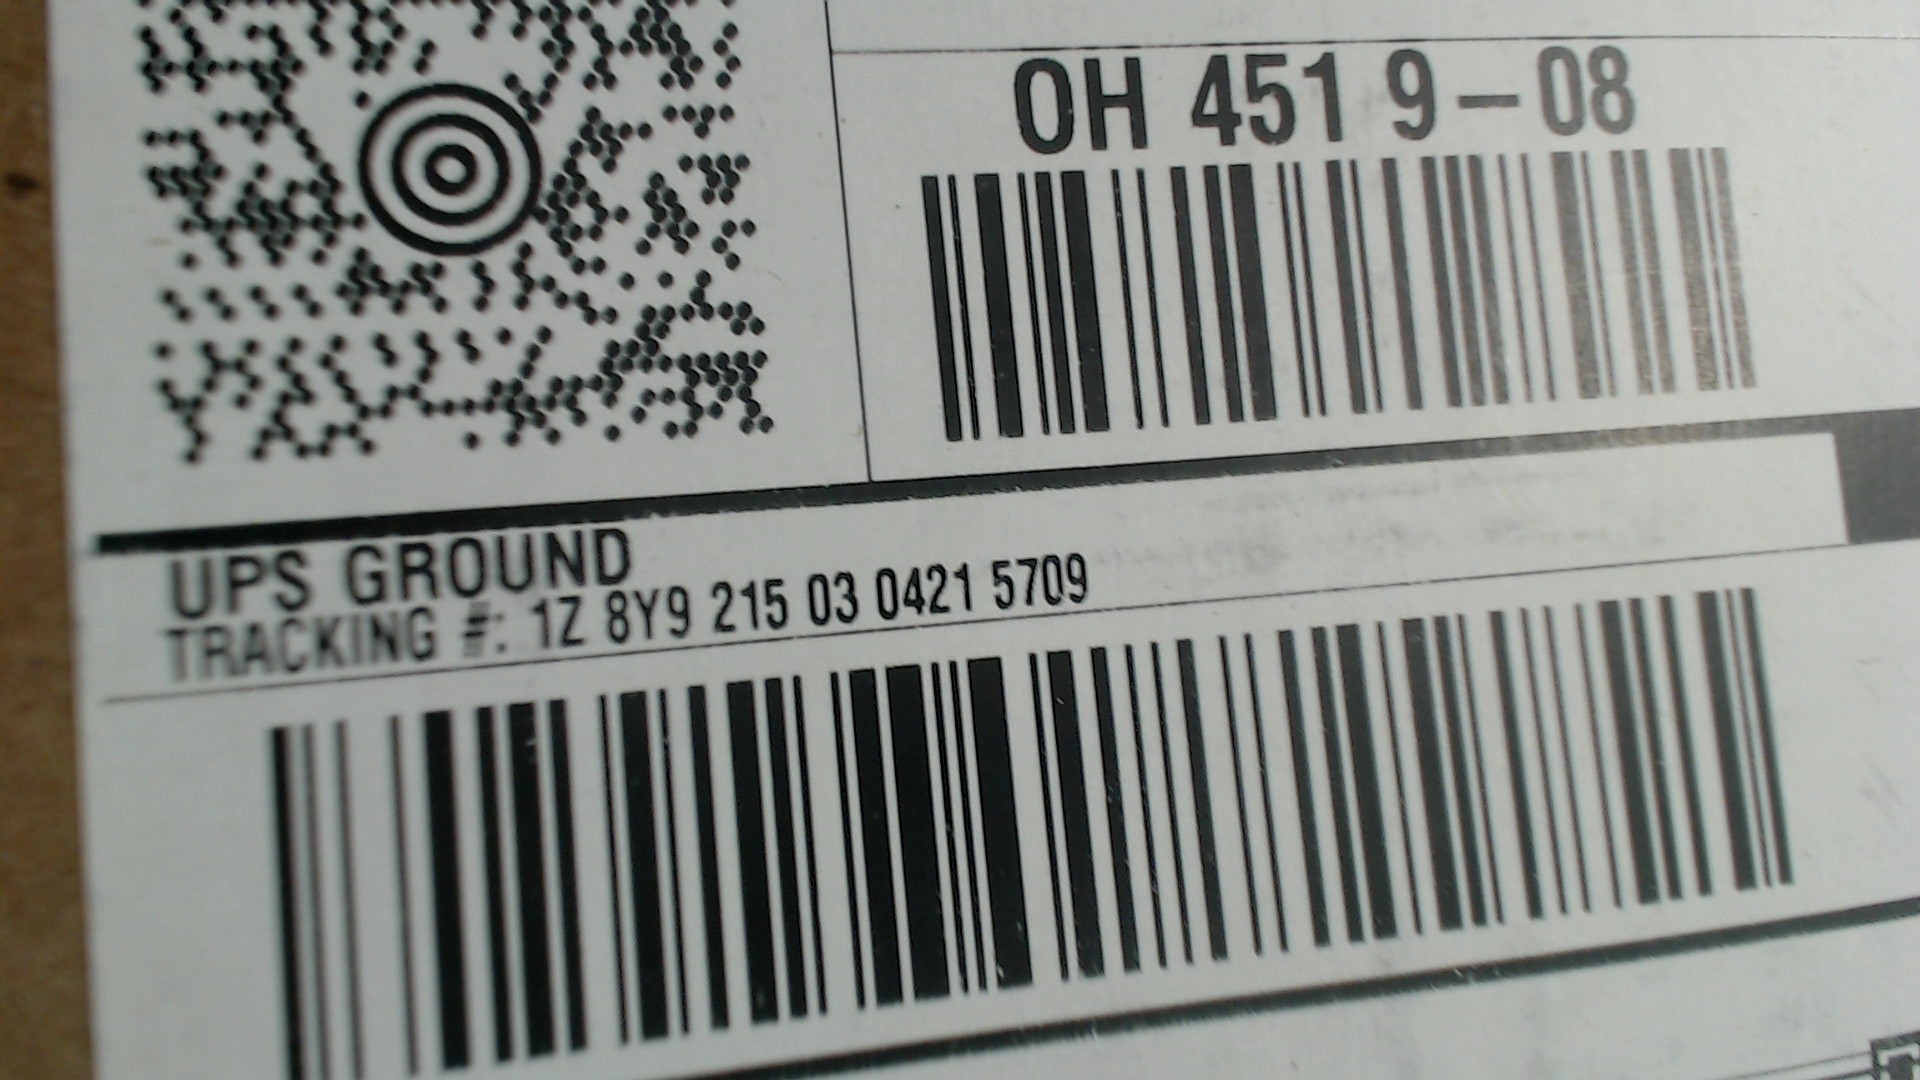 OH 451 9-08
UPS GROUND
TRACKING #: 1Z 8Y9 215 03 0421 5709